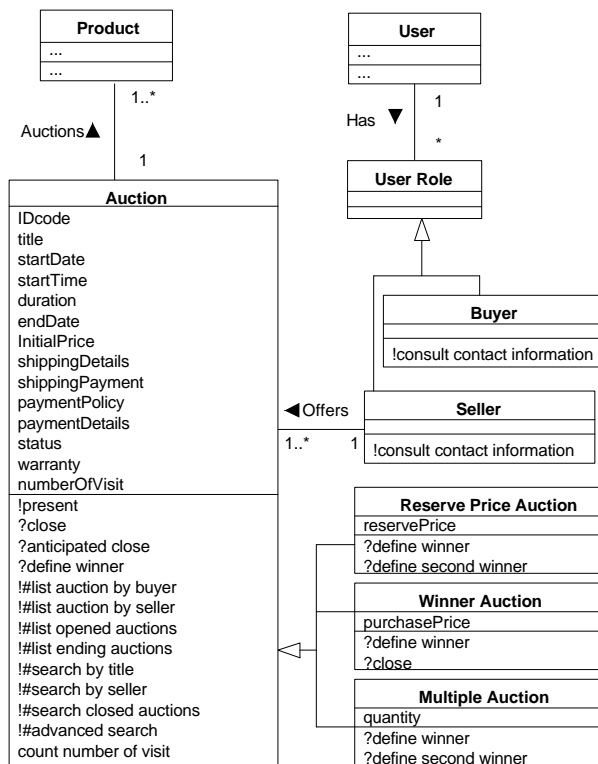 Product
...
...
1..*
Auctions▲
1
User
...
...
1
Has ▼
*
User Role
Auction
IDcode
title
startDate
startTime
duration
endDate
InitialPrice
shippingDetails
shippingPayment
paymentPolicy
paymentDetails
status
warranty
numberOfVisit
!present
?close
?anticipated close
?define winner
!#list auction by buyer
!#list auction by seller
!#list opened auctions
!#list ending auctions
!#search by title
!#search by seller
!#search closed auctions
!#advanced search
count number of visit
Buyer
!consult contact information
◀Offers
1..* 1
Seller
!consult contact information
Reserve Price Auction
reservePrice
?define winner
?define second winner
Winner Auction
purchasePrice
?define winner
?close
Multiple Auction
quantity
?define winner
?define second winner